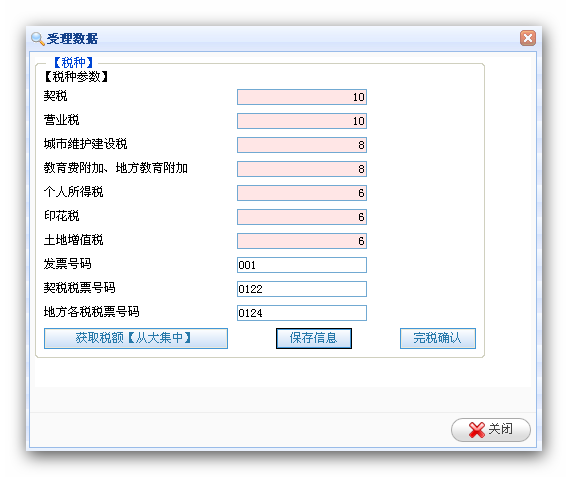 受理数据
【税种】
【税种参数】
契税 10
营业税 10
城市维护建设税 8
教育费附加、地方教育附加 8
个人所得税 6
印花税 6
土地增值税 6
发票号码 001
契税税票号码 0122
地方各税税票号码 0124
获取税额【从大集中】 保存信息 完税确认
关闭